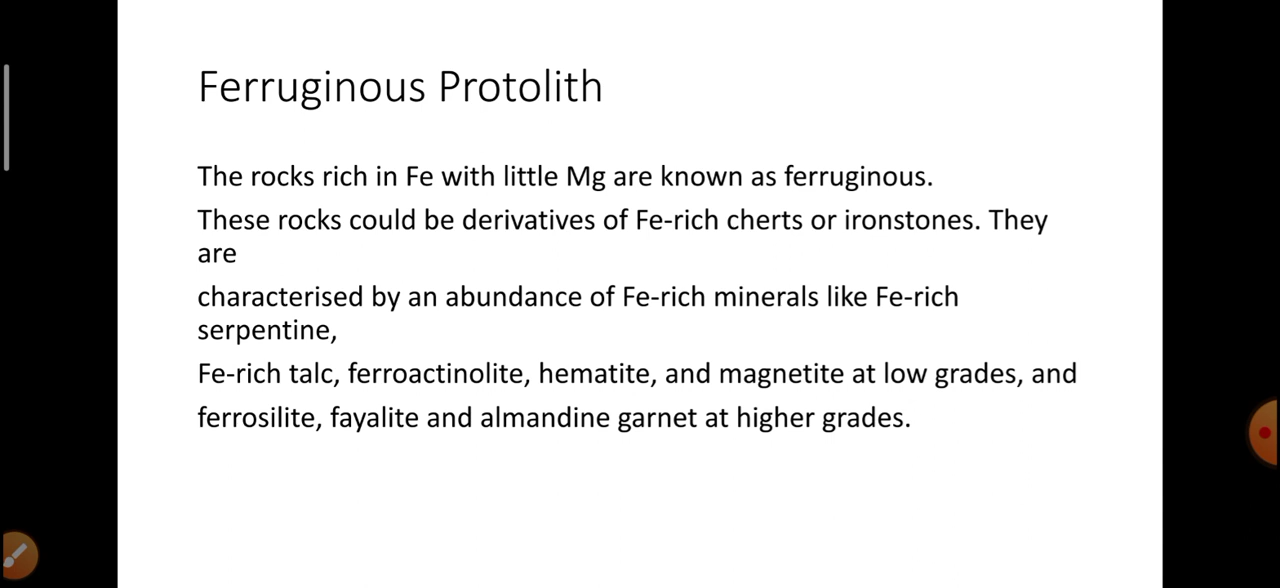 Ferruginous Protolith
The rocks rich in Fe with little Mg are known as ferruginous.
These rocks could be derivatives of Fe-rich cherts or ironstones. They
are
characterised by an abundance of Fe-rich minerals like Fe-rich
serpentine,
Fe-rich talc, ferroactinolite, hematite, and magnetite at low grades, and
ferrosilite, fayalite and almandine garnet at higher grades.